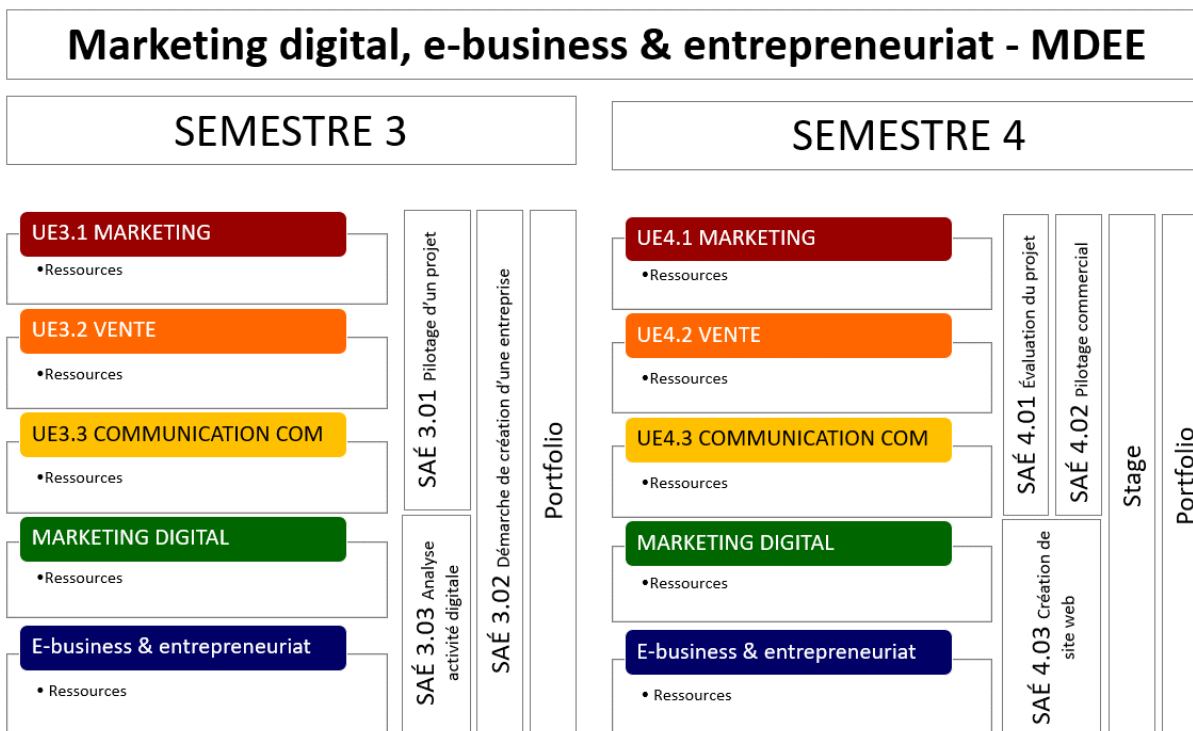 Marketing digital, e-business & entrepreneuriat - MDEE
SEMESTRE 3
UE3.1 MARKETING
•Ressources
UE3.2 VENTE
•Ressources
UE3.3 COMMUNICATION COM
•Ressources
MARKETING DIGITAL
•Ressources
E-business & entrepreneuriat
• Ressources
SAÉ 3.01 Pilotage d'un projet
SAÉ 3.03 Analyse
activité digitale
SAÉ 3.02 Démarche de création d'une entreprise
Portfolio
SEMESTRE 4
UE4.1 MARKETING
•Ressources
UE4.2 VENTE
•Ressources
UE4.3 COMMUNICATION COM
•Ressources
MARKETING DIGITAL
•Ressources
E-business & entrepreneuriat
• Ressources
SAÉ 4.01 Évaluation du projet
SAÉ 4.02 Pilotage commercial
SAÉ 4.03 Création de
site web
Stage
Portfolio